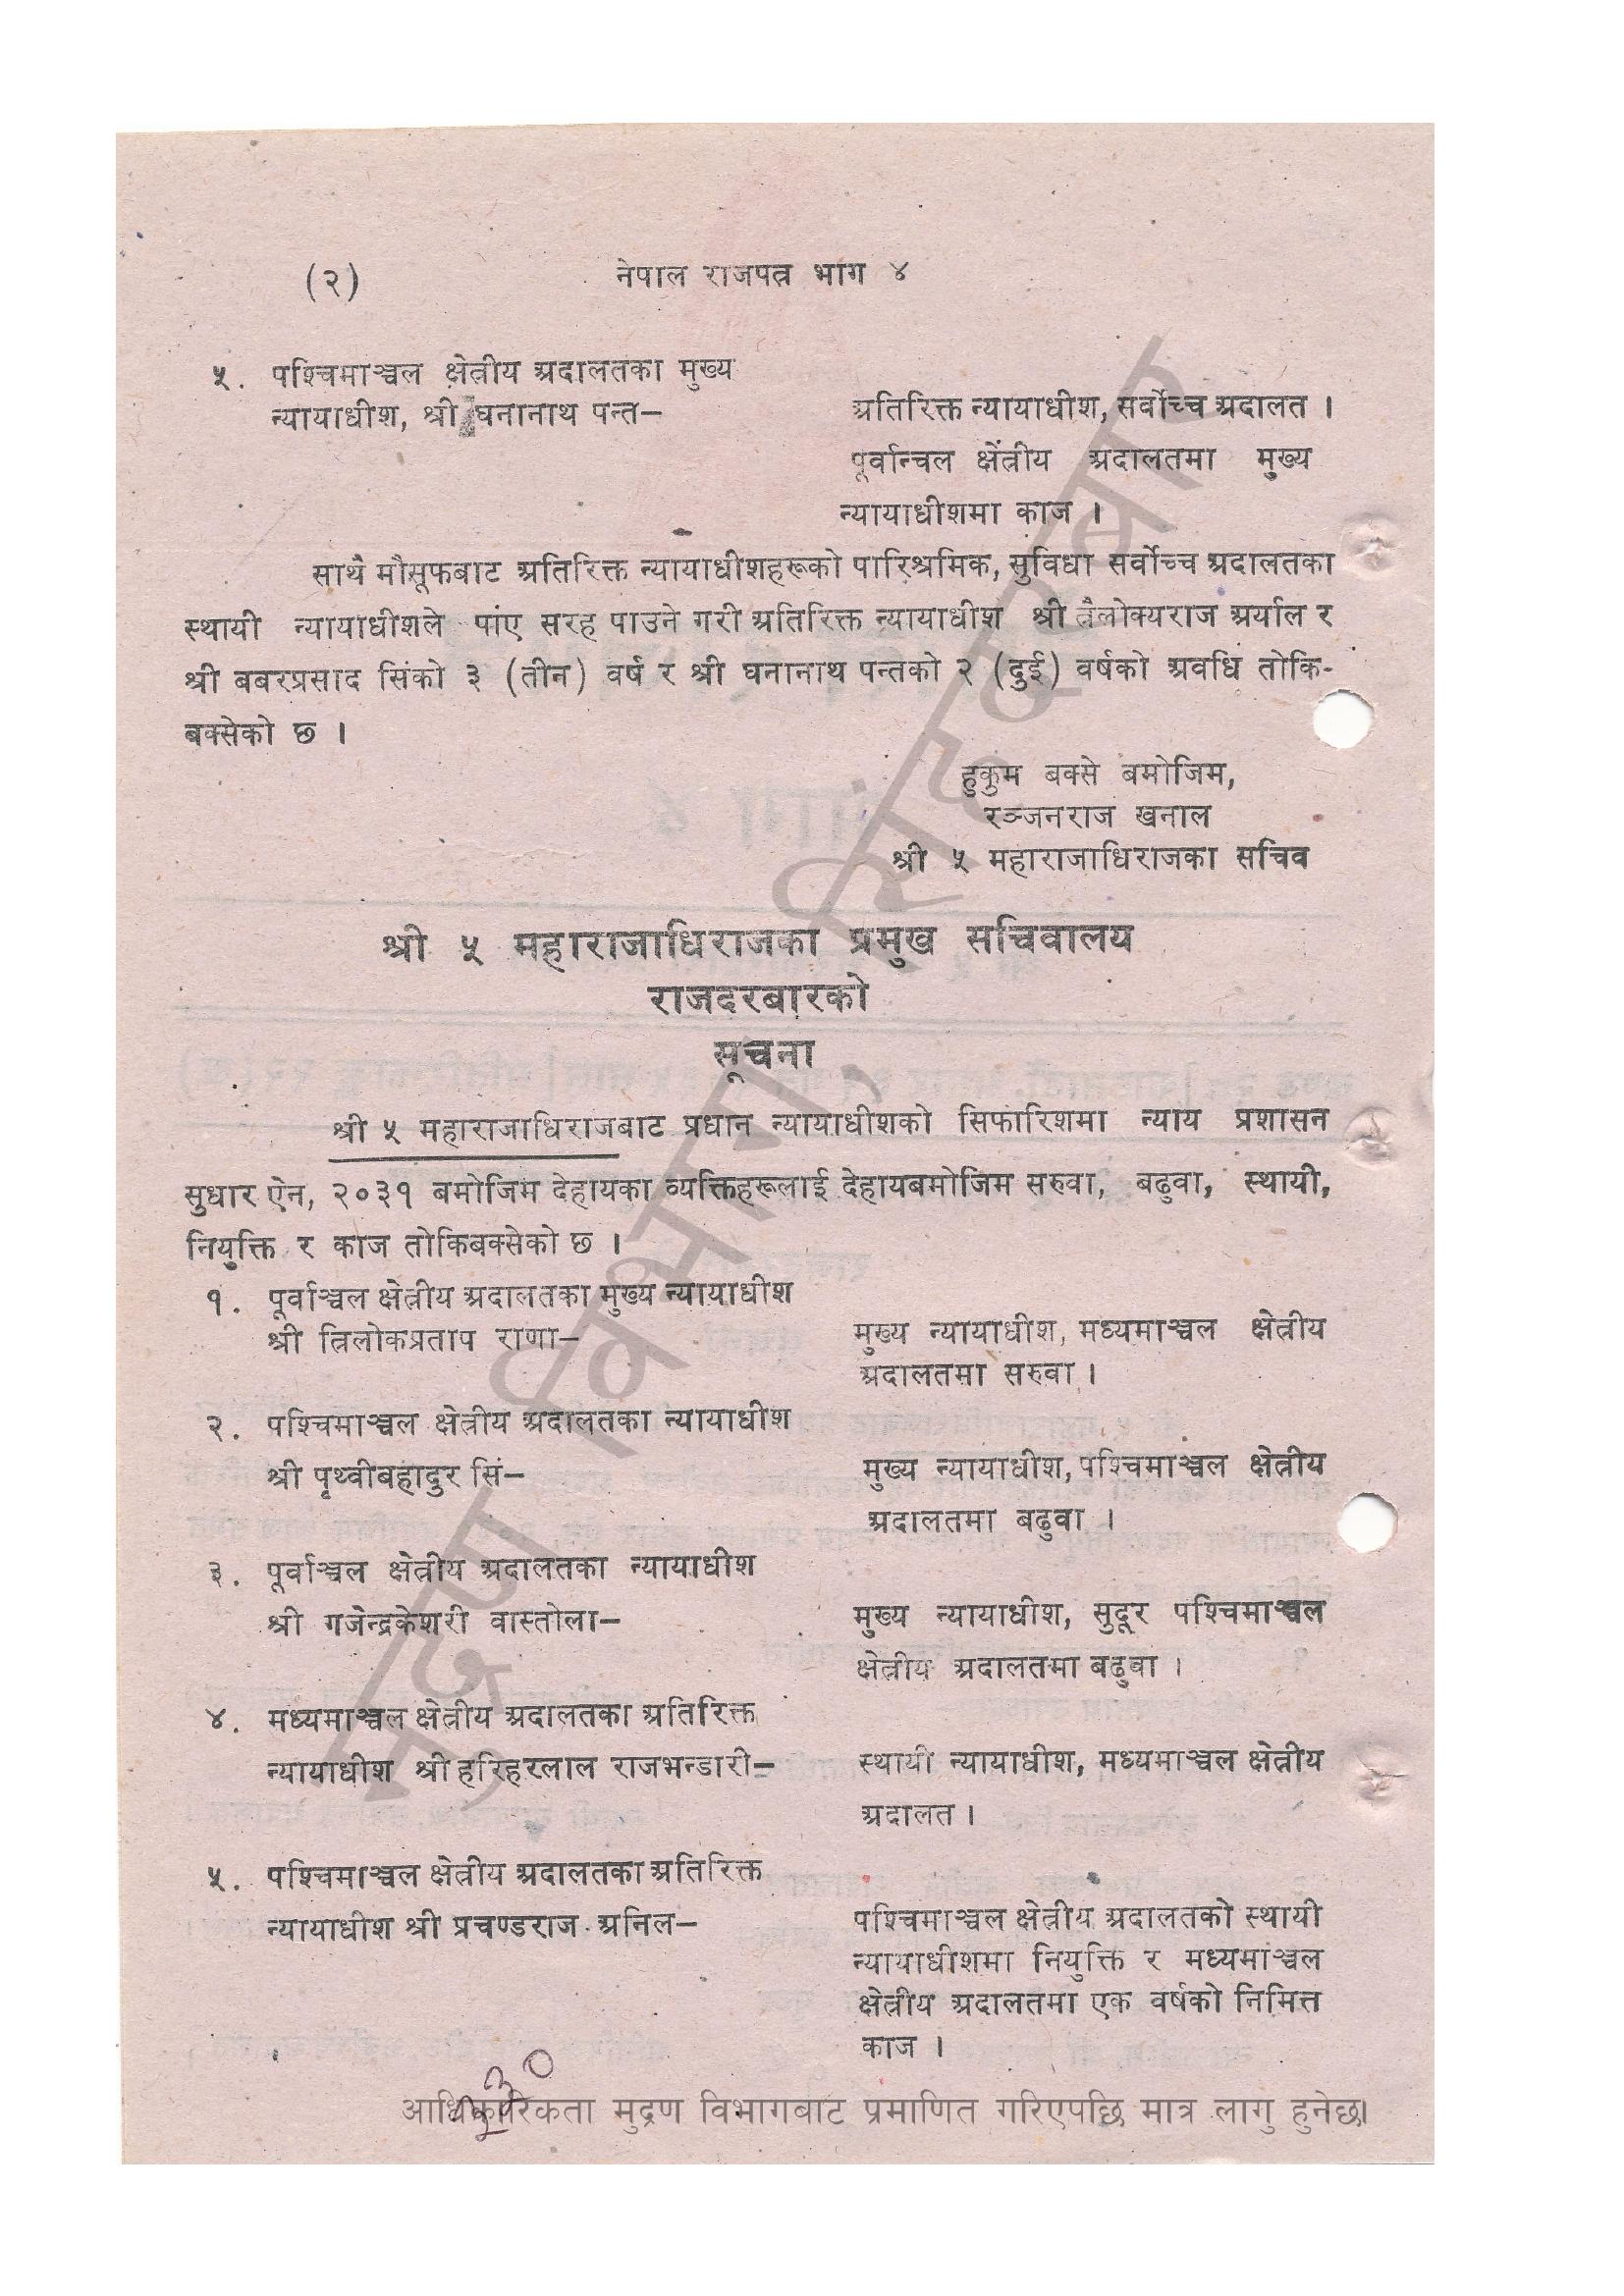 (२) नेपाल राजपत्र भाग ४
५. पश्चिमाञ्चल क्षेत्रीय अदालतका मुख्य
न्यायाधीश, श्री घनानाथ पन्त—
अतिरिक्त न्यायाधीश, सर्वोच्च अदालत ।
पूर्वान्चल क्षेत्रीय अदालतमा मुख्य
न्यायाधीशमा काज ।
साथै मौसूफबाट अतिरिक्त न्यायाधीशहरूको पारिश्रमिक, सुविधा सर्वोच्च अदालतका
स्थायी न्यायाधीशले पाए सरह पाउने गरी अतिरिक्त न्यायाधीश श्री त्रैलोक्यराज अर्याल र
श्री बबरप्रसाद सिंको ३ (तीन) वर्ष र श्री घनानाथ पन्तको २ (दुई) वर्षको अवधि तोकि-
बक्सेको छ ।
हुकुम बक्से बमोजिम,
रञ्जनराज खनाल
श्री ५ महाराजाधिराजका सचिव
श्री ५ महाराजाधिराजका प्रमुख सचिवालय
राजदरबारको
सूचना
श्री ५ महाराजाधिराजबाट प्रधान न्यायाधीशको सिफारिशमा न्याय प्रशासन
सुधार ऐन, २०३१ बमोजिम देहायका व्यक्तिहरूलाई देहायबमोजिम सरुवा, बढुवा, स्थायी,
नियुक्ति र काज तोकिबक्सेको छ ।
१. पूर्वाञ्चल क्षेत्रीय अदालतका मुख्य न्यायाधीश
श्री त्रिलोकप्रताप राणा—
मुख्य न्यायाधीश, मध्यमाञ्चल क्षेत्रीय
अदालतमा सरुवा ।
२. पश्चिमाञ्चल क्षेत्रीय अदालतका न्यायाधीश
श्री पृथ्वीबहादुर सिं—
मुख्य न्यायाधीश, पश्चिमाञ्चल क्षेत्रीय
अदालतमा बढुवा ।
३. पूर्वाञ्चल क्षेत्रीय अदालतका न्यायाधीश
श्री गजेन्द्रकेशरी वास्तोला—
मुख्य न्यायाधीश, सुदूर पश्चिमाञ्चल
क्षेत्रीय अदालतमा बढुवा ।
४. मध्यमाञ्चल क्षेत्रीय अदालतका अतिरिक्त
न्यायाधीश श्री हरिहरलाल राजभन्डारी—
स्थायी न्यायाधीश, मध्यमाञ्चल क्षेत्रीय
अदालत ।
५. पश्चिमाञ्चल क्षेत्रीय अदालतका अतिरिक्त
न्यायाधीश श्री प्रचण्डराज अनिल—
पश्चिमाञ्चल क्षेत्रीय अदालतको स्थायी
न्यायाधीशमा नियुक्ति र मध्यमाञ्चल
क्षेत्रीय अदालतमा एक वर्षको निमित्त
काज ।
आधिकारिकता मुद्रण विभागबाट प्रमाणित गरिएपछि मात्र लागु हुनेछ।
मुद्रण विभाग, सिंहदरबार